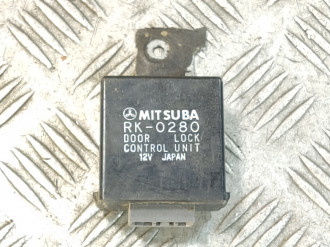 MITSUBA
RK-0280
DOOR LOCK
CONTROL UNIT
12V JAPAN